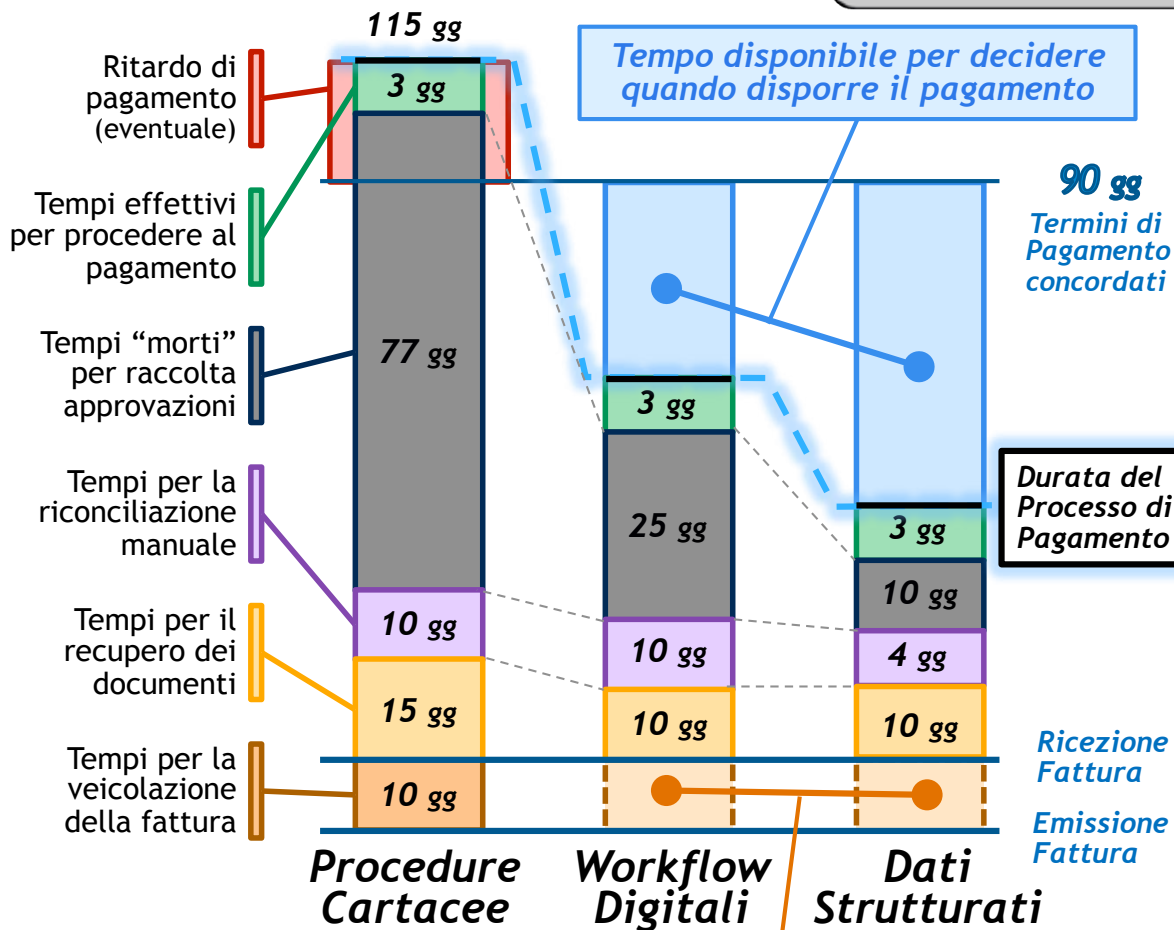 115 gg
Ritardo di
pagamento
(eventuale)
Tempi effettivi
per procedere al
pagamento
Tempi “morti”
per raccolta
approvazioni
Tempi per la
riconciliazione
manuale
Tempi per il
recupero dei
documenti
Tempi per la
veicolazione
della fattura
3 gg
77 gg
10 gg
15 gg
10 gg
Procedure
Cartacee
3 gg
25 gg
10 gg
10 gg
Workflow
Digitali
3 gg
10 gg
4 gg
10 gg
Dati
Strutturati
Tempo disponibile per decidere
quando disporre il pagamento
90 gg
Termini di
Pagamento
concordati
Durata del
Processo di
Pagamento
Ricezione
Fattura
Emissione
Fattura